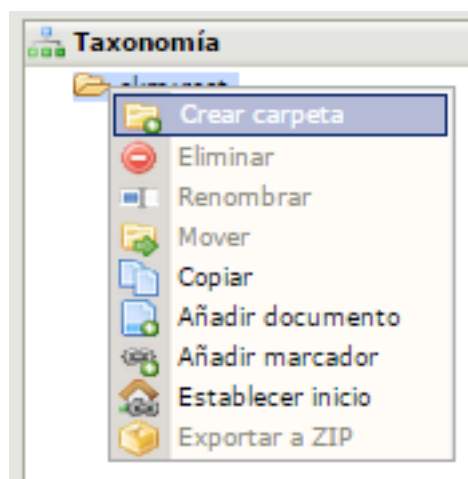 Taxonomía
Crear carpeta
Eliminar
Renombrar
Mover
Copiar
Añadir documento
Añadir marcador
Establecer inicio
Exportar a ZIP